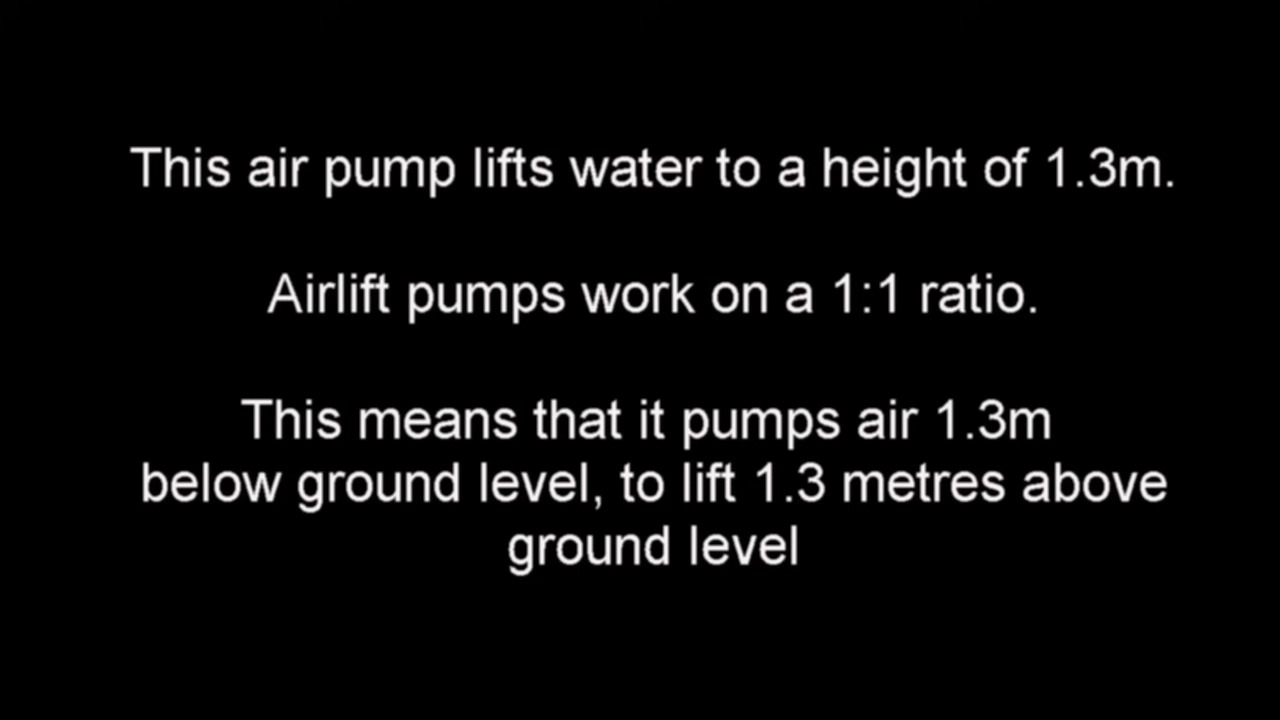 This air pump lifts water to a height of 1.3m.
Airlift pumps work on a 1:1 ratio.
This means that it pumps air 1.3m
below ground level, to lift 1.3 metres above
ground level